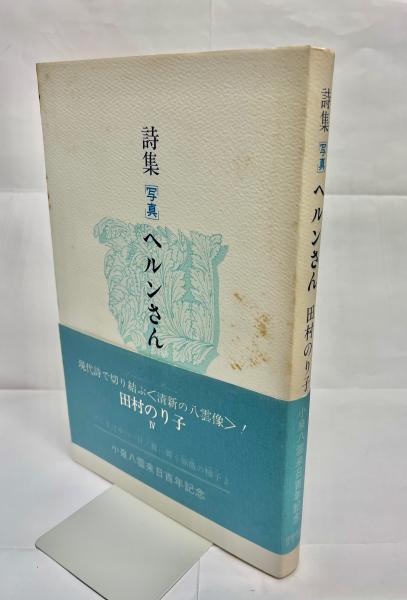 詩集
[写真]
ヘルンさん
現代詩で切り結ぶ<清新の八雲像>!
田村のり子
Ⅳ
小泉八雲来日百年記念
詩集 [写真] ヘルンさん 田村のり子
小泉八雲来日百年記念